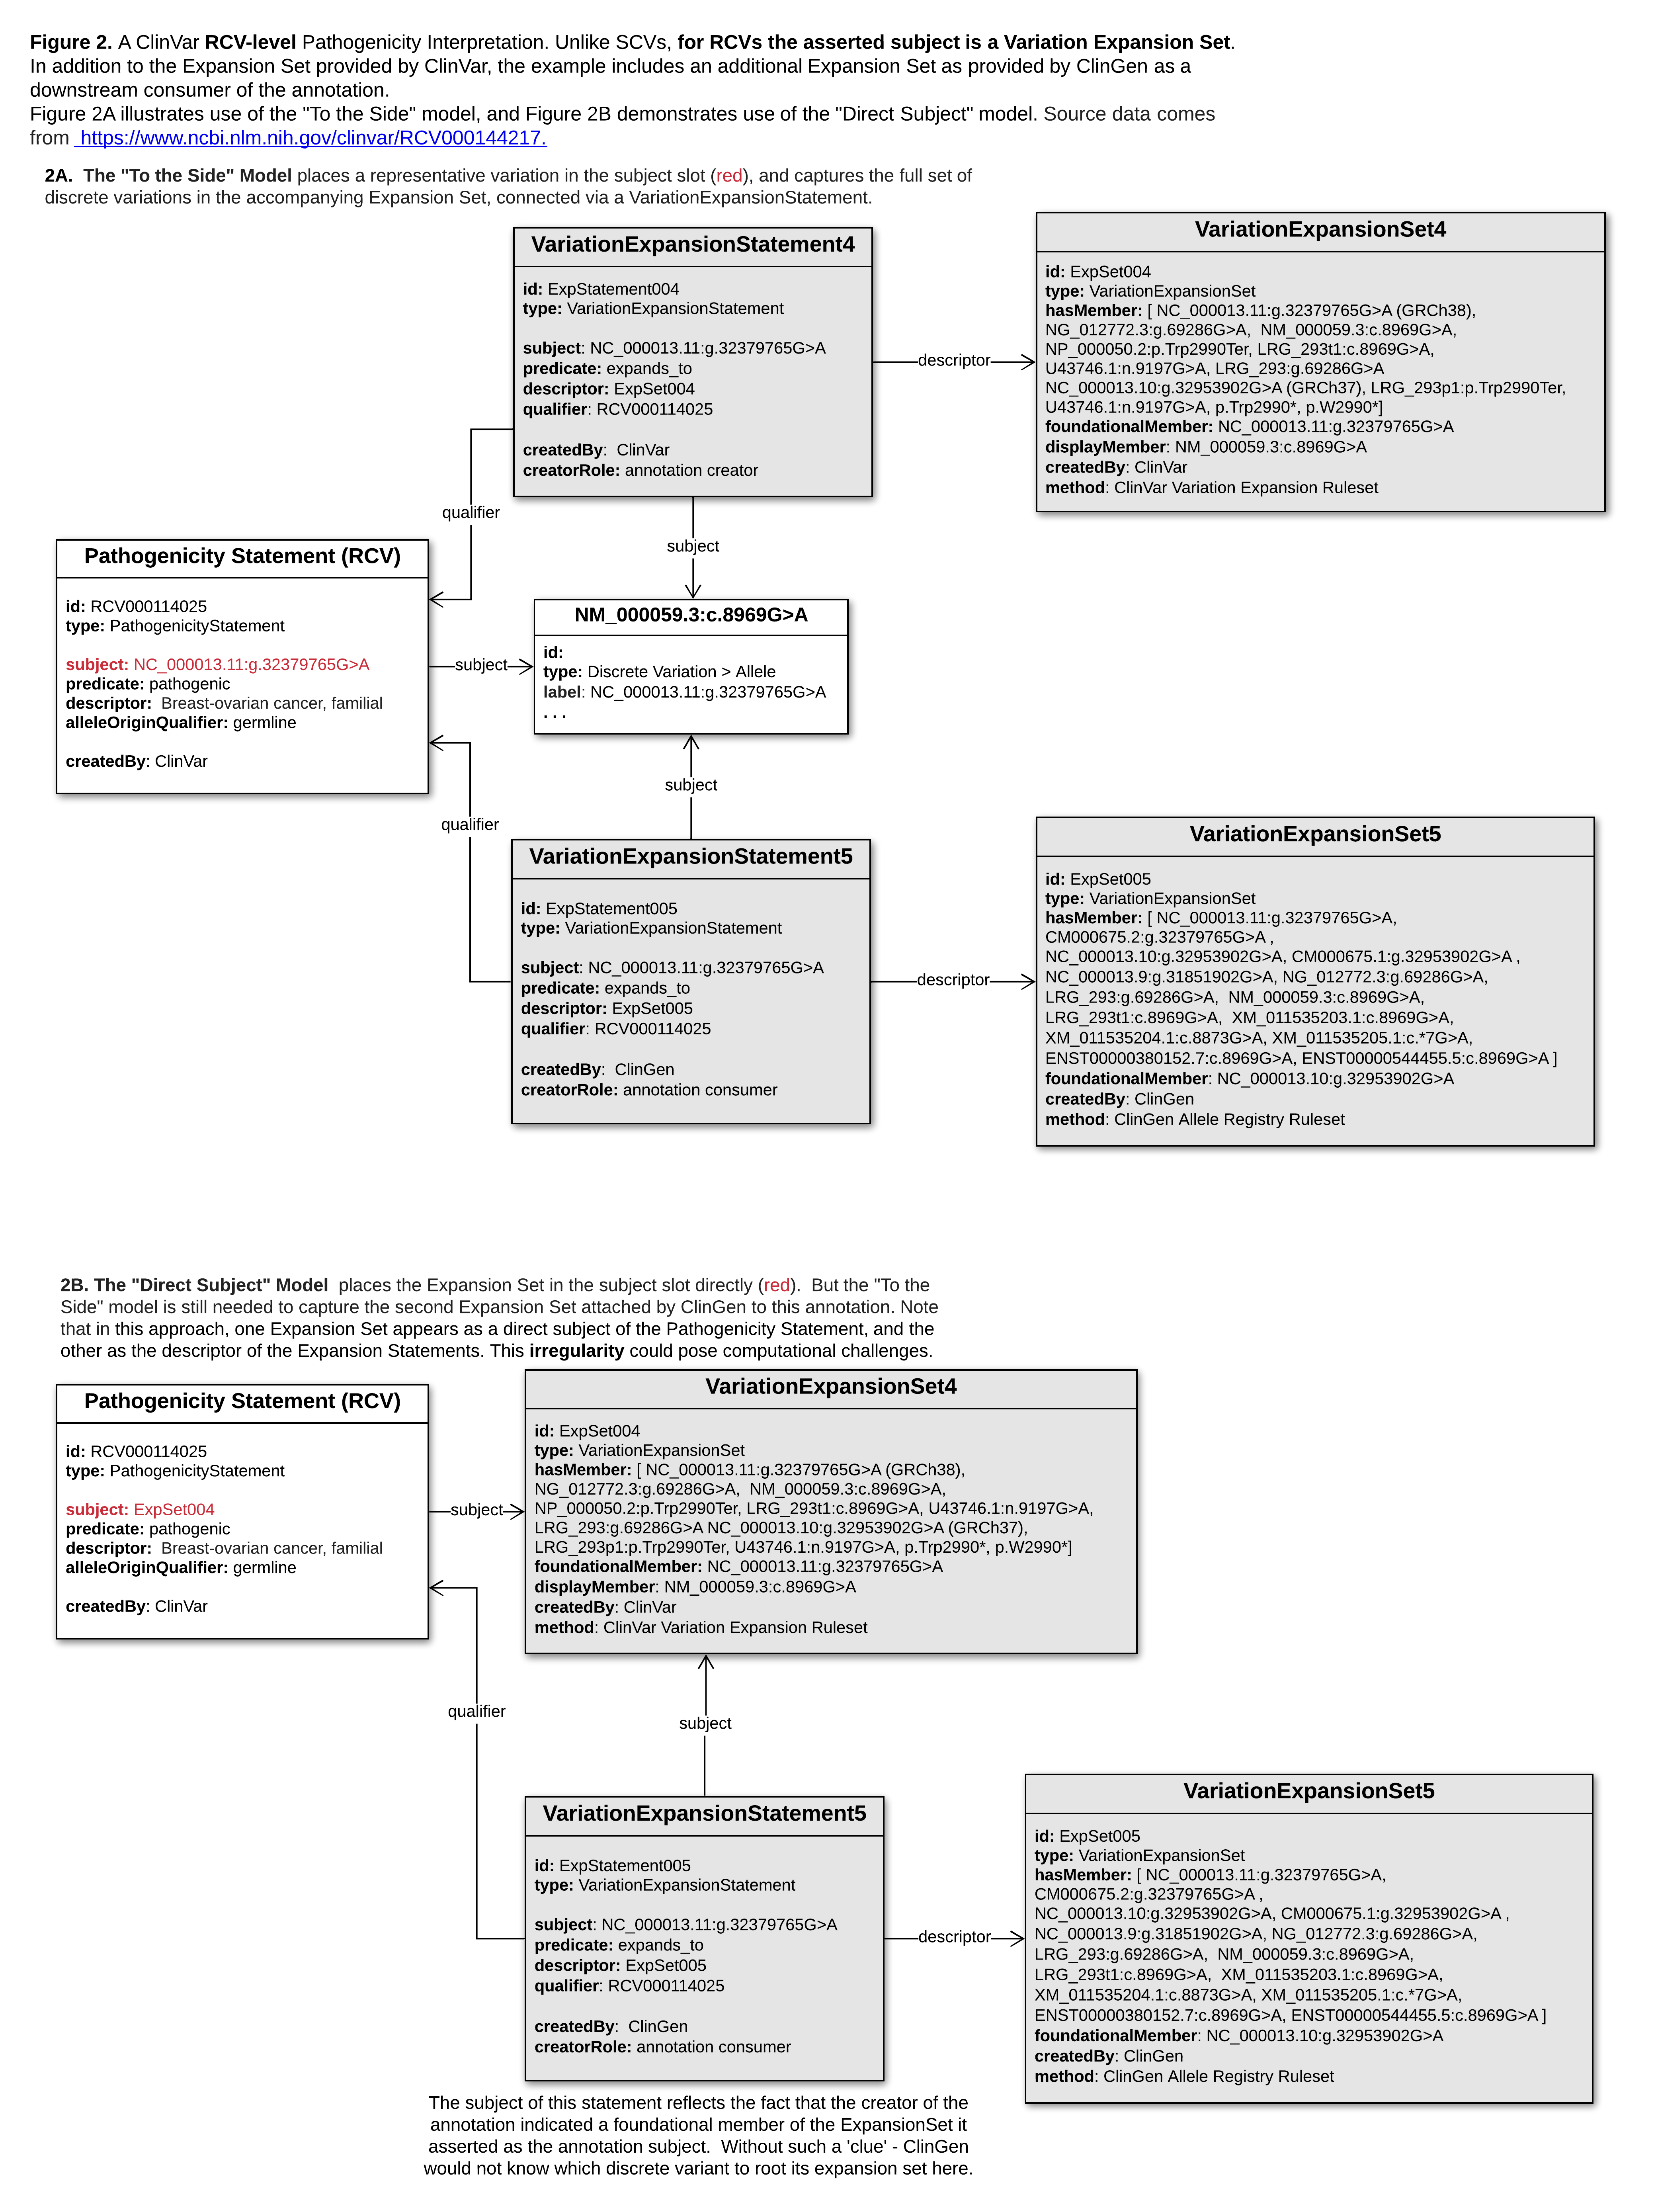 Figure 2. A ClinVar RCV-level Pathogenicity Interpretation. Unlike SCVs, for RCVs the asserted subject is a Variation Expansion Set.
In addition to the Expansion Set provided by ClinVar, the example includes an additional Expansion Set as provided by ClinGen as a
downstream consumer of the annotation.
Figure 2A illustrates use of the "To the Side" model, and Figure 2B demonstrates use of the "Direct Subject" model. Source data comes
from https://www.ncbi.nlm.nih.gov/clinvar/RCV000144217.
2A. The "To the Side" Model places a representative variation in the subject slot (red), and captures the full set of
discrete variations in the accompanying Expansion Set, connected via a VariationExpansionStatement.
VariationExpansionStatement4
id: ExpStatement004
type: VariationExpansionStatement
subject: NC_000013.11:g.32379765G>A
predicate: expands_to
descriptor: ExpSet004
qualifier: RCV000114025
createdBy: ClinVar
creatorRole: annotation creator
descriptor
VariationExpansionSet4
id: ExpSet004
type: VariationExpansionSet
hasMember: [ NC_000013.11:g.32379765G>A (GRCh38),
NG_012772.3:g.69286G>A, NM_000059.3:c.8969G>A,
NP_000050.2:p.Trp2990Ter, LRG_293t1:c.8969G>A,
U43746.1:n.9197G>A, LRG_293:g.69286G>A
NC_000013.10:g.32953902G>A (GRCh37), LRG_293p1:p.Trp2990Ter,
U43746.1:n.9197G>A, p.Trp2990*, p.W2990*]
foundationalMember: NC_000013.11:g.32379765G>A
displayMember: NM_000059.3:c.8969G>A
createdBy: ClinVar
method: ClinVar Variation Expansion Ruleset
qualifier
subject
Pathogenicity Statement (RCV)
id: RCV000114025
type: PathogenicityStatement
subject: NC_000013.11:g.32379765G>A
predicate: pathogenic
descriptor: Breast-ovarian cancer, familial
alleleOriginQualifier: germline
createdBy: ClinVar
subject
NM_000059.3:c.8969G>A
id:
type: Discrete Variation > Allele
label: NC_000013.11:g.32379765G>A
. . .
subject
qualifier
VariationExpansionStatement5
id: ExpStatement005
type: VariationExpansionStatement
subject: NC_000013.11:g.32379765G>A
predicate: expands_to
descriptor: ExpSet005
qualifier: RCV000114025
createdBy: ClinGen
creatorRole: annotation consumer
descriptor
VariationExpansionSet5
id: ExpSet005
type: VariationExpansionSet
hasMember: [ NC_000013.11:g.32379765G>A,
CM000675.2:g.32379765G>A ,
NC_000013.10:g.32953902G>A, CM000675.1:g.32953902G>A ,
NC_000013.9:g.31851902G>A, NG_012772.3:g.69286G>A,
LRG_293:g.69286G>A, NM_000059.3:c.8969G>A,
LRG_293t1:c.8969G>A, XM_011535203.1:c.8969G>A,
XM_011535204.1:c.8873G>A, XM_011535205.1:c.*7G>A,
ENST00000380152.7:c.8969G>A, ENST00000544455.5:c.8969G>A ]
foundationalMember: NC_000013.10:g.32953902G>A
createdBy: ClinGen
method: ClinGen Allele Registry Ruleset
2B. The "Direct Subject" Model places the Expansion Set in the subject slot directly (red). But the "To the
Side" model is still needed to capture the second Expansion Set attached by ClinGen to this annotation. Note
that in this approach, one Expansion Set appears as a direct subject of the Pathogenicity Statement, and the
other as the descriptor of the Expansion Statements. This irregularity could pose computational challenges.
Pathogenicity Statement (RCV)
id: RCV000114025
type: PathogenicityStatement
subject: ExpSet004
predicate: pathogenic
descriptor: Breast-ovarian cancer, familial
alleleOriginQualifier: germline
createdBy: ClinVar
subject
VariationExpansionSet4
id: ExpSet004
type: VariationExpansionSet
hasMember: [ NC_000013.11:g.32379765G>A (GRCh38),
NG_012772.3:g.69286G>A, NM_000059.3:c.8969G>A,
NP_000050.2:p.Trp2990Ter, LRG_293t1:c.8969G>A, U43746.1:n.9197G>A,
LRG_293:g.69286G>A NC_000013.10:g.32953902G>A (GRCh37),
LRG_293p1:p.Trp2990Ter, U43746.1:n.9197G>A, p.Trp2990*, p.W2990*]
foundationalMember: NC_000013.11:g.32379765G>A
displayMember: NM_000059.3:c.8969G>A
createdBy: ClinVar
method: ClinVar Variation Expansion Ruleset
qualifier
subject
VariationExpansionStatement5
id: ExpStatement005
type: VariationExpansionStatement
subject: NC_000013.11:g.32379765G>A
predicate: expands_to
descriptor: ExpSet005
qualifier: RCV000114025
createdBy: ClinGen
creatorRole: annotation consumer
descriptor
VariationExpansionSet5
id: ExpSet005
type: VariationExpansionSet
hasMember: [ NC_000013.11:g.32379765G>A,
CM000675.2:g.32379765G>A ,
NC_000013.10:g.32953902G>A, CM000675.1:g.32953902G>A ,
NC_000013.9:g.31851902G>A, NG_012772.3:g.69286G>A,
LRG_293:g.69286G>A, NM_000059.3:c.8969G>A,
LRG_293t1:c.8969G>A, XM_011535203.1:c.8969G>A,
XM_011535204.1:c.8873G>A, XM_011535205.1:c.*7G>A,
ENST00000380152.7:c.8969G>A, ENST00000544455.5:c.8969G>A ]
foundationalMember: NC_000013.10:g.32953902G>A
createdBy: ClinGen
method: ClinGen Allele Registry Ruleset
The subject of this statement reflects the fact that the creator of the
annotation indicated a foundational member of the ExpansionSet it
asserted as the annotation subject. Without such a 'clue' - ClinGen
would not know which discrete variant to root its expansion set here.